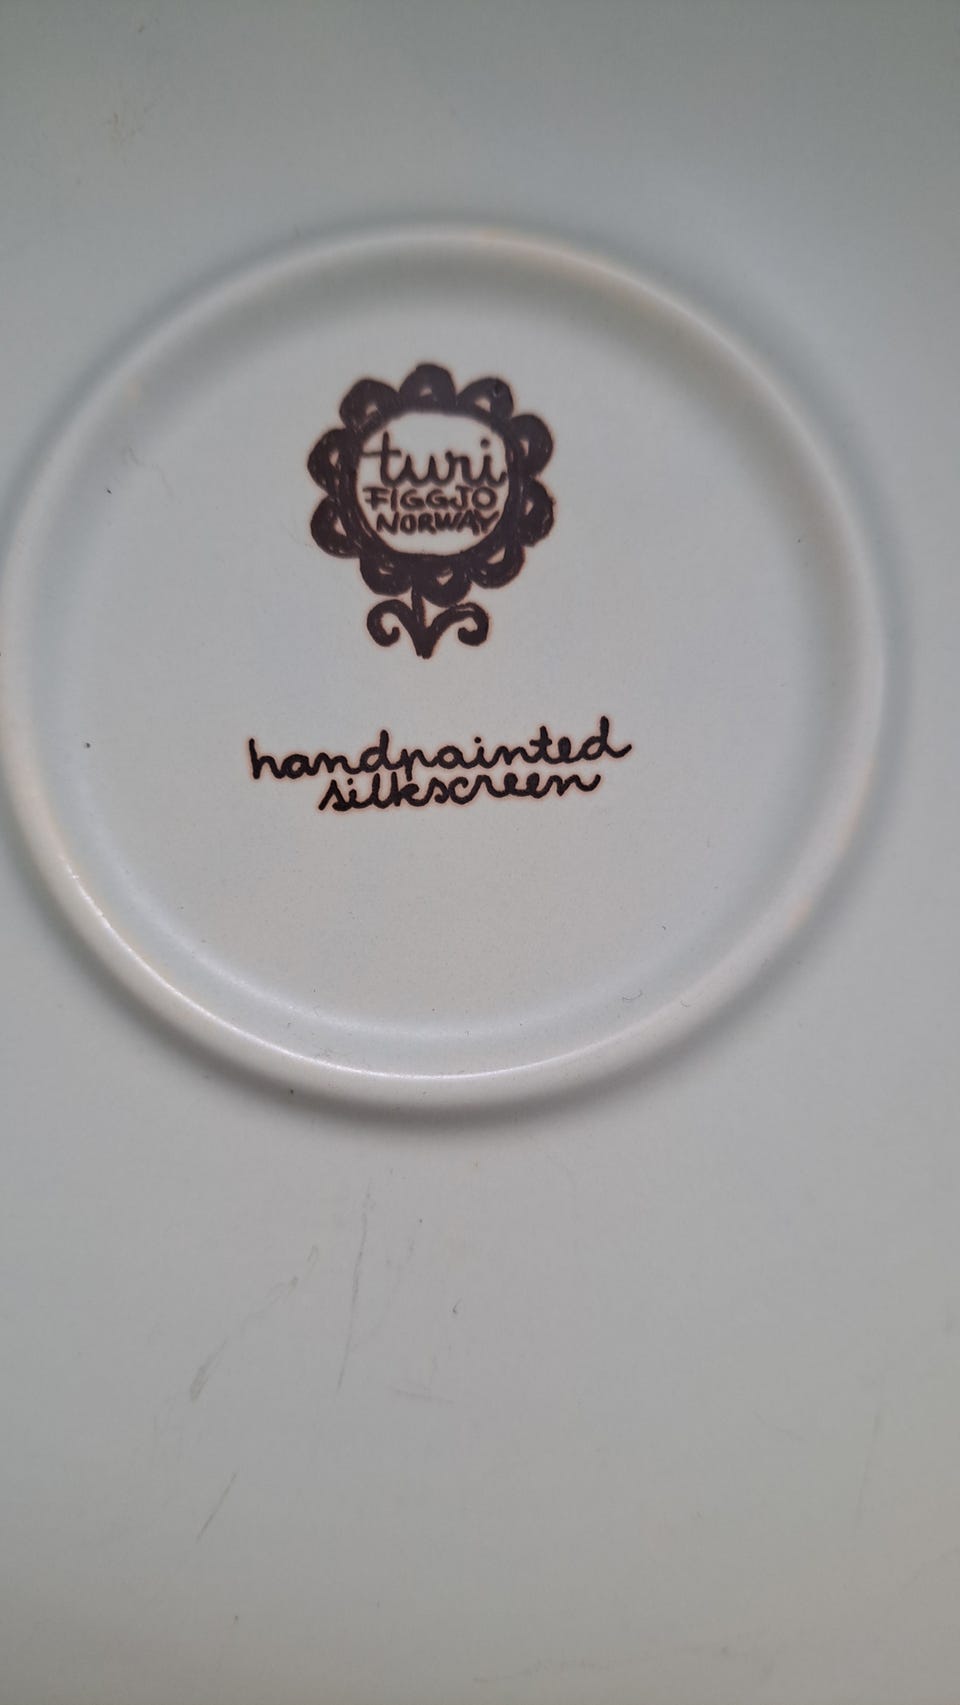 turi
FIGGJO
NORWAY
handpainted
silkscreen